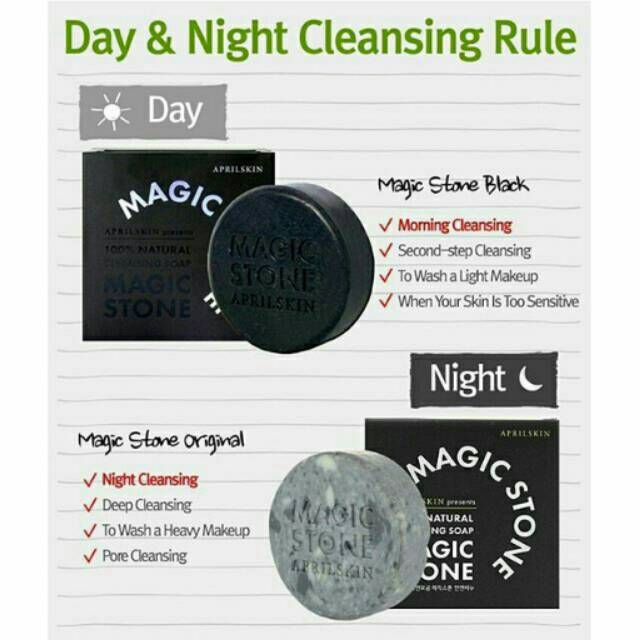 Day & Night Cleansing Rule
Day
APRILSKIN
MAGIC
APRILSKIN presents
100% NATURAL
CLEANSING SOAP
MAGIC
STONE
MAGIC
STONE
APRILSKIN
Magic Stone Black
Morning Cleansing
Second-step Cleansing
To Wash a Light Makeup
When Your Skin Is Too Sensitive
Night
Magic Stone Original
Night Cleansing
Deep Cleansing
To Wash a Heavy Makeup
Pore Cleansing
MAGIC
STONE
APRILSKIN
APRILSKIN
MAGIC STONE
SKIN presents
NATURAL
NG SOAP
AGIC
ONE